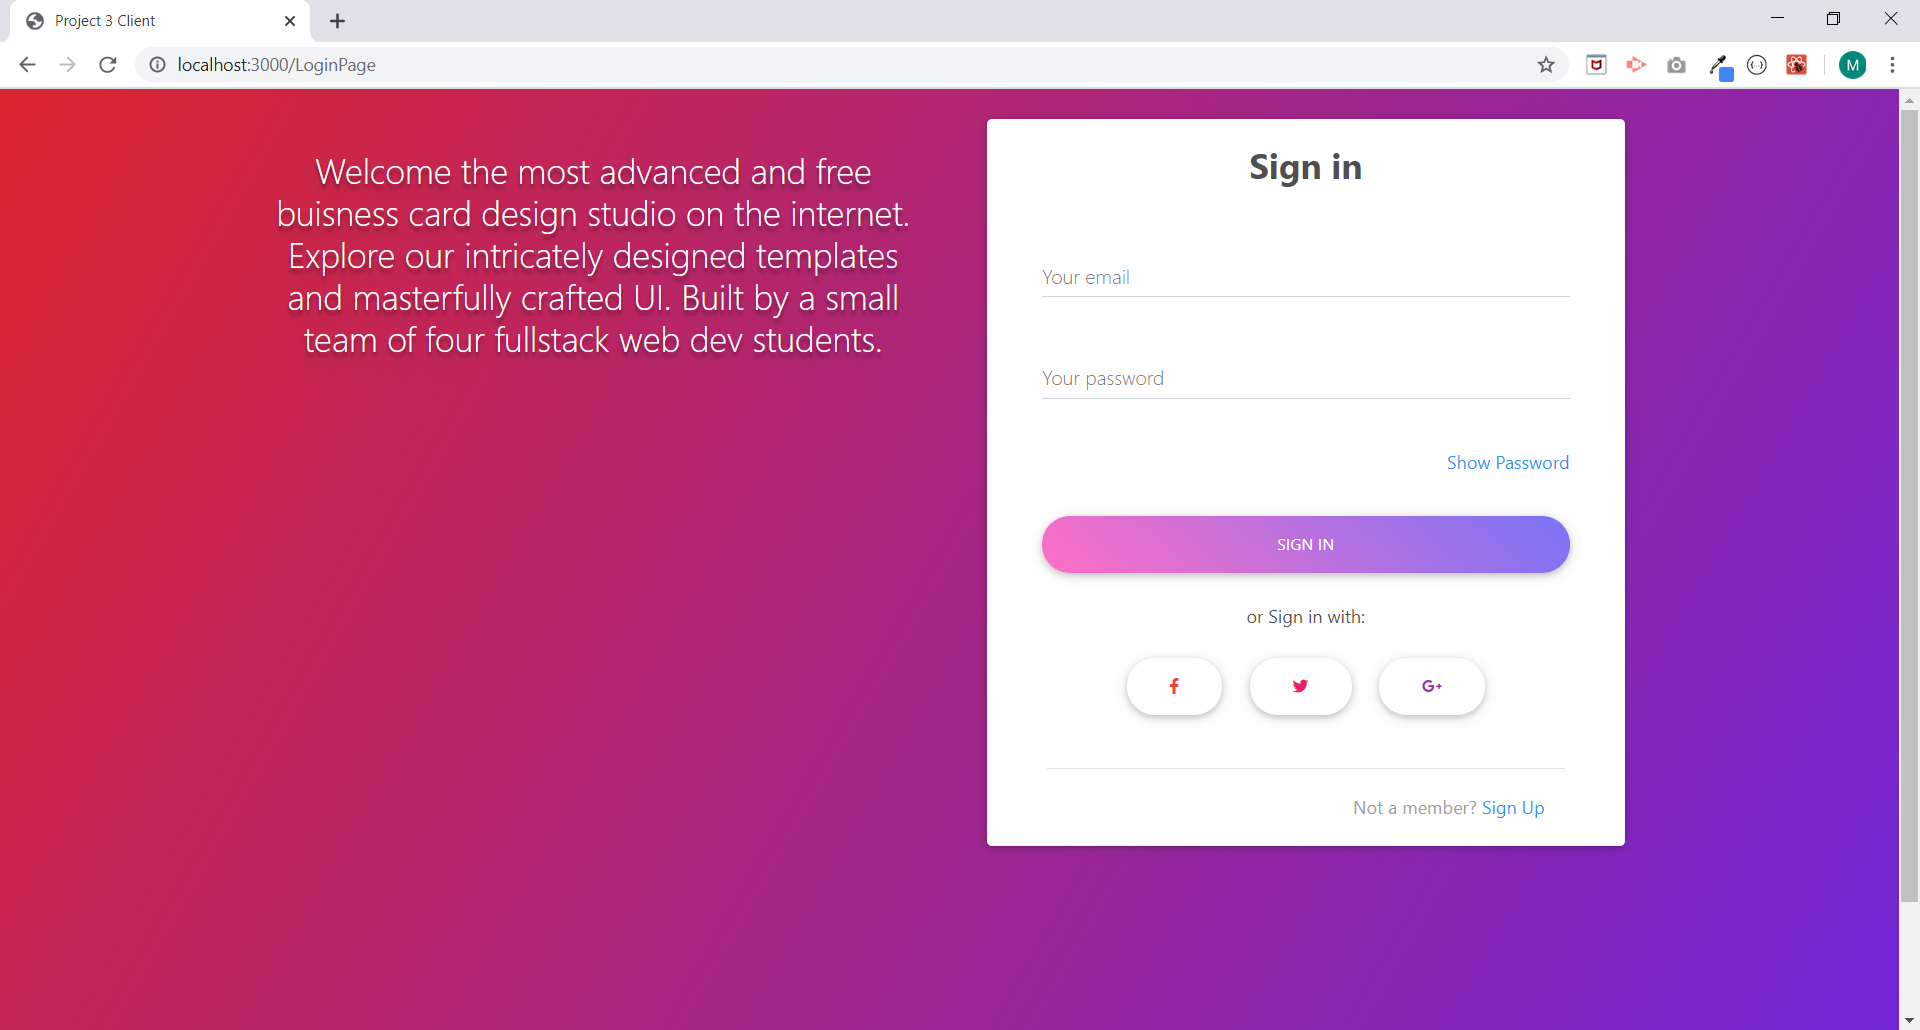 Project 3 Client
localhost:3000/LoginPage
M
Welcome the most advanced and free
buisness card design studio on the internet.
Explore our intricately designed templates
and masterfully crafted UI. Built by a small
team of four fullstack web dev students.
Sign in
Your email
Your password
Show Password
SIGN IN
or Sign in with:
f
G+
Not a member? Sign Up